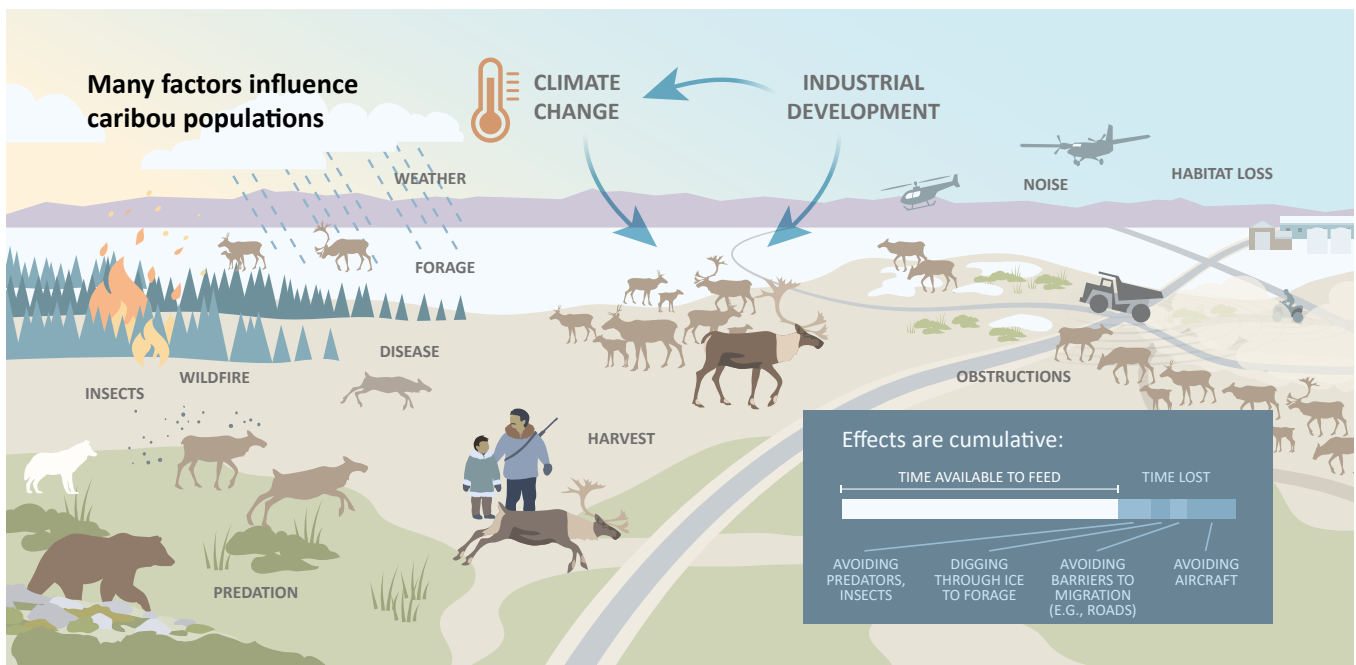 Many factors influence
caribou populations
CLIMATE
CHANGE
INDUSTRIAL
DEVELOPMENT
WEATHER
NOISE
HABITAT LOSS
FORAGE
DISEASE
WILDFIRE
INSECTS
OBSTRUCTIONS
HARVEST
PREDATION
Effects are cumulative:
TIME AVAILABLE TO FEED
TIME LOST
AVOIDING
PREDATORS,
INSECTS
DIGGING
THROUGH ICE
TO FORAGE
AVOIDING
BARRIERS TO
MIGRATION
(E.G., ROADS)
AVOIDING
AIRCRAFT